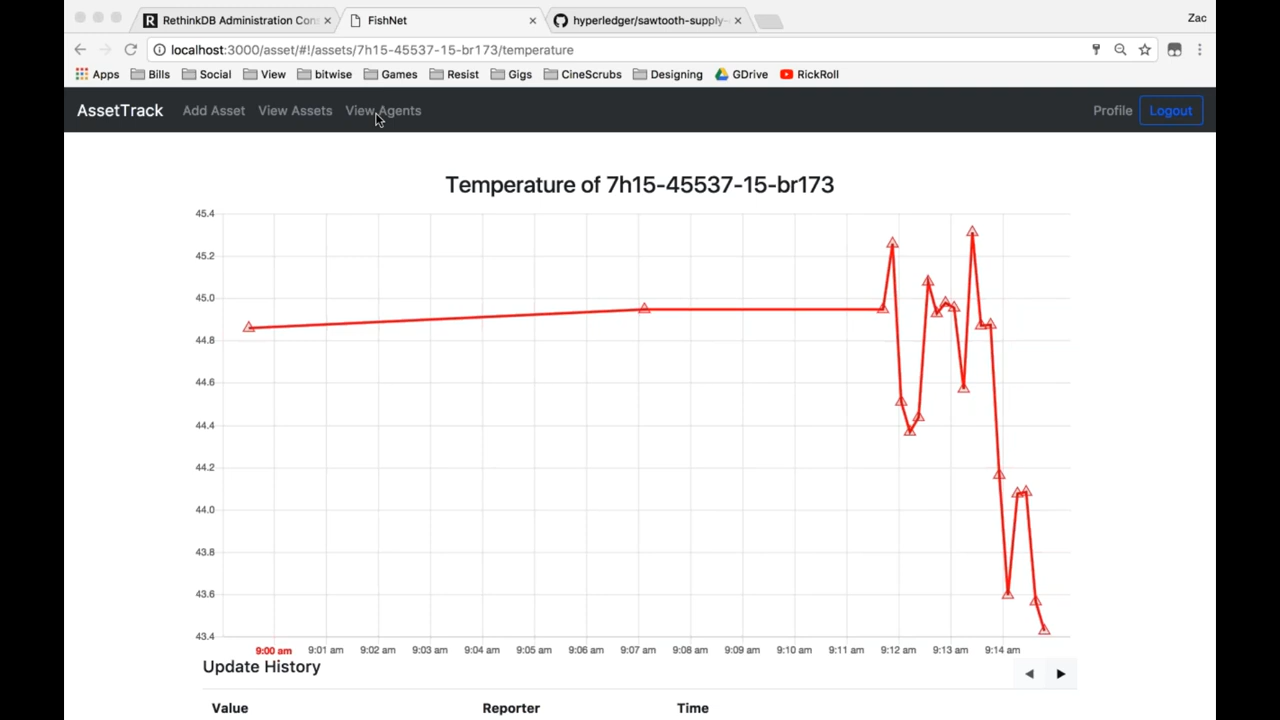 RethinkDB Administration Con
FishNet
hyperledger/sawtooth-supply-
Zac
localhost:3000/asset/#!/assets/7h15-45537-15-br173/temperature
Apps Bills Social View bitwise Games Resist Gigs CineScrubs Designing GDrive RickRoll
AssetTrack Add Asset View Assets View Agents Profile Logout
Temperature of 7h15-45537-15-br173
45.4
45.2
45.0
44.8
44.6
44.4
44.2
44.0
43.8
43.6
43.4
9:00 am 9:01 am 9:02 am 9:03 am 9:04 am 9:05 am 9:06 am 9:07 am 9:08 am 9:09 am 9:10 am 9:11 am 9:12 am 9:13 am 9:14 am
Update History
Value Reporter Time